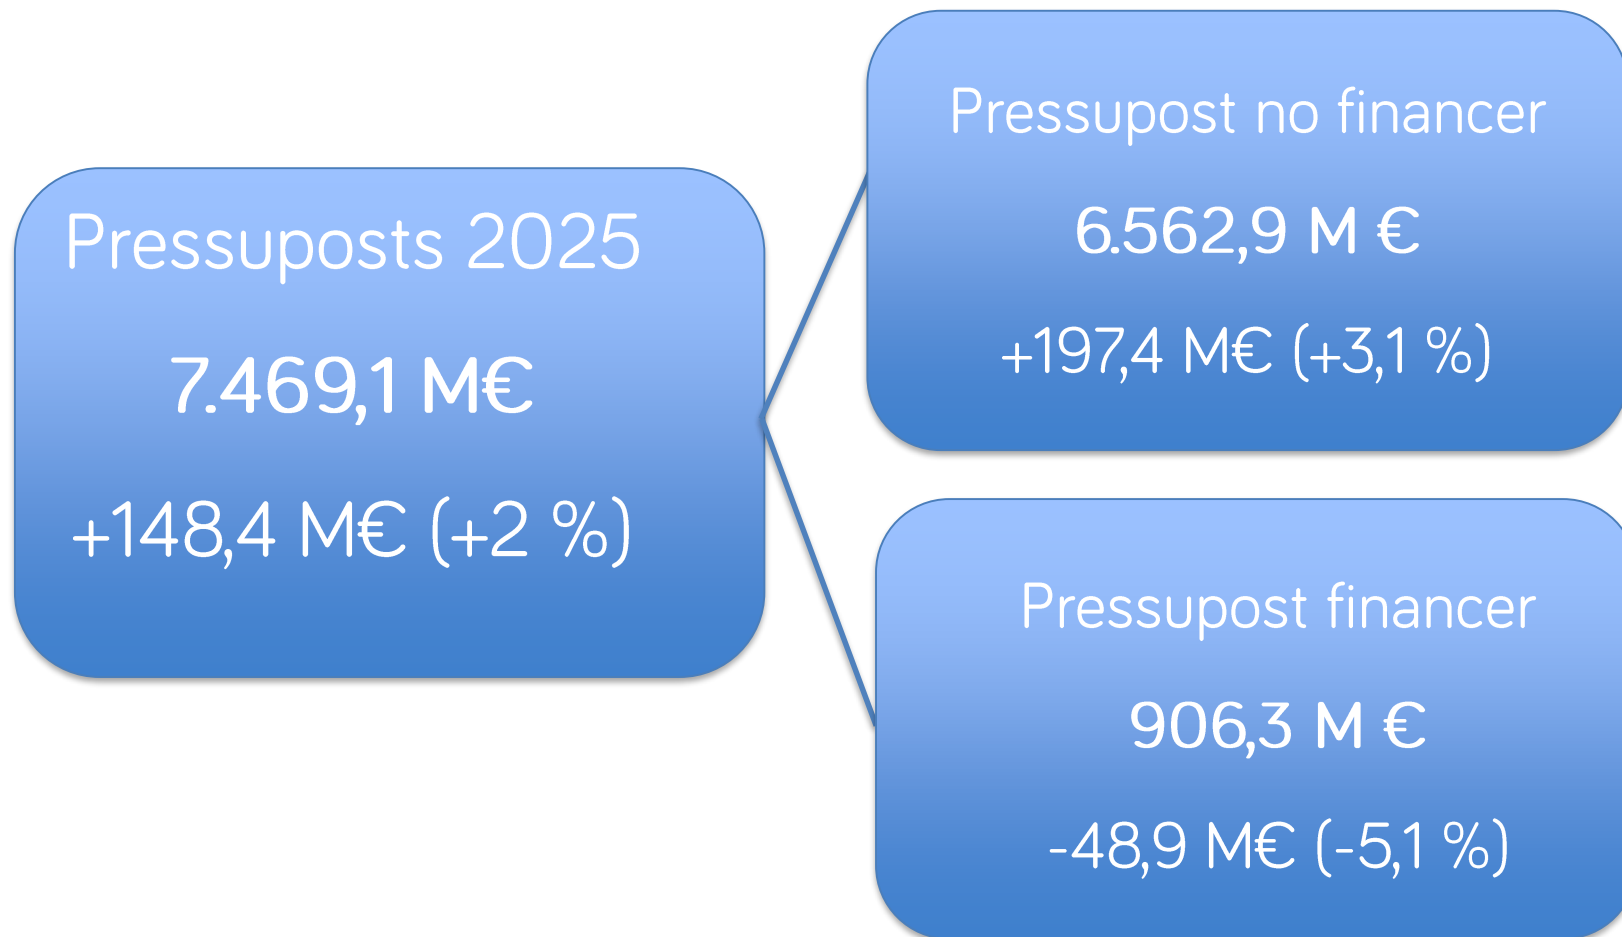 Pressuposts 2025
7.469,1 M€
+148,4 M€ (+2 %)
Pressupost no financer
6.562,9 M €
+197,4 M€ (+3,1 %)
Pressupost financer
906,3 M €
-48,9 M€ (-5,1 %)